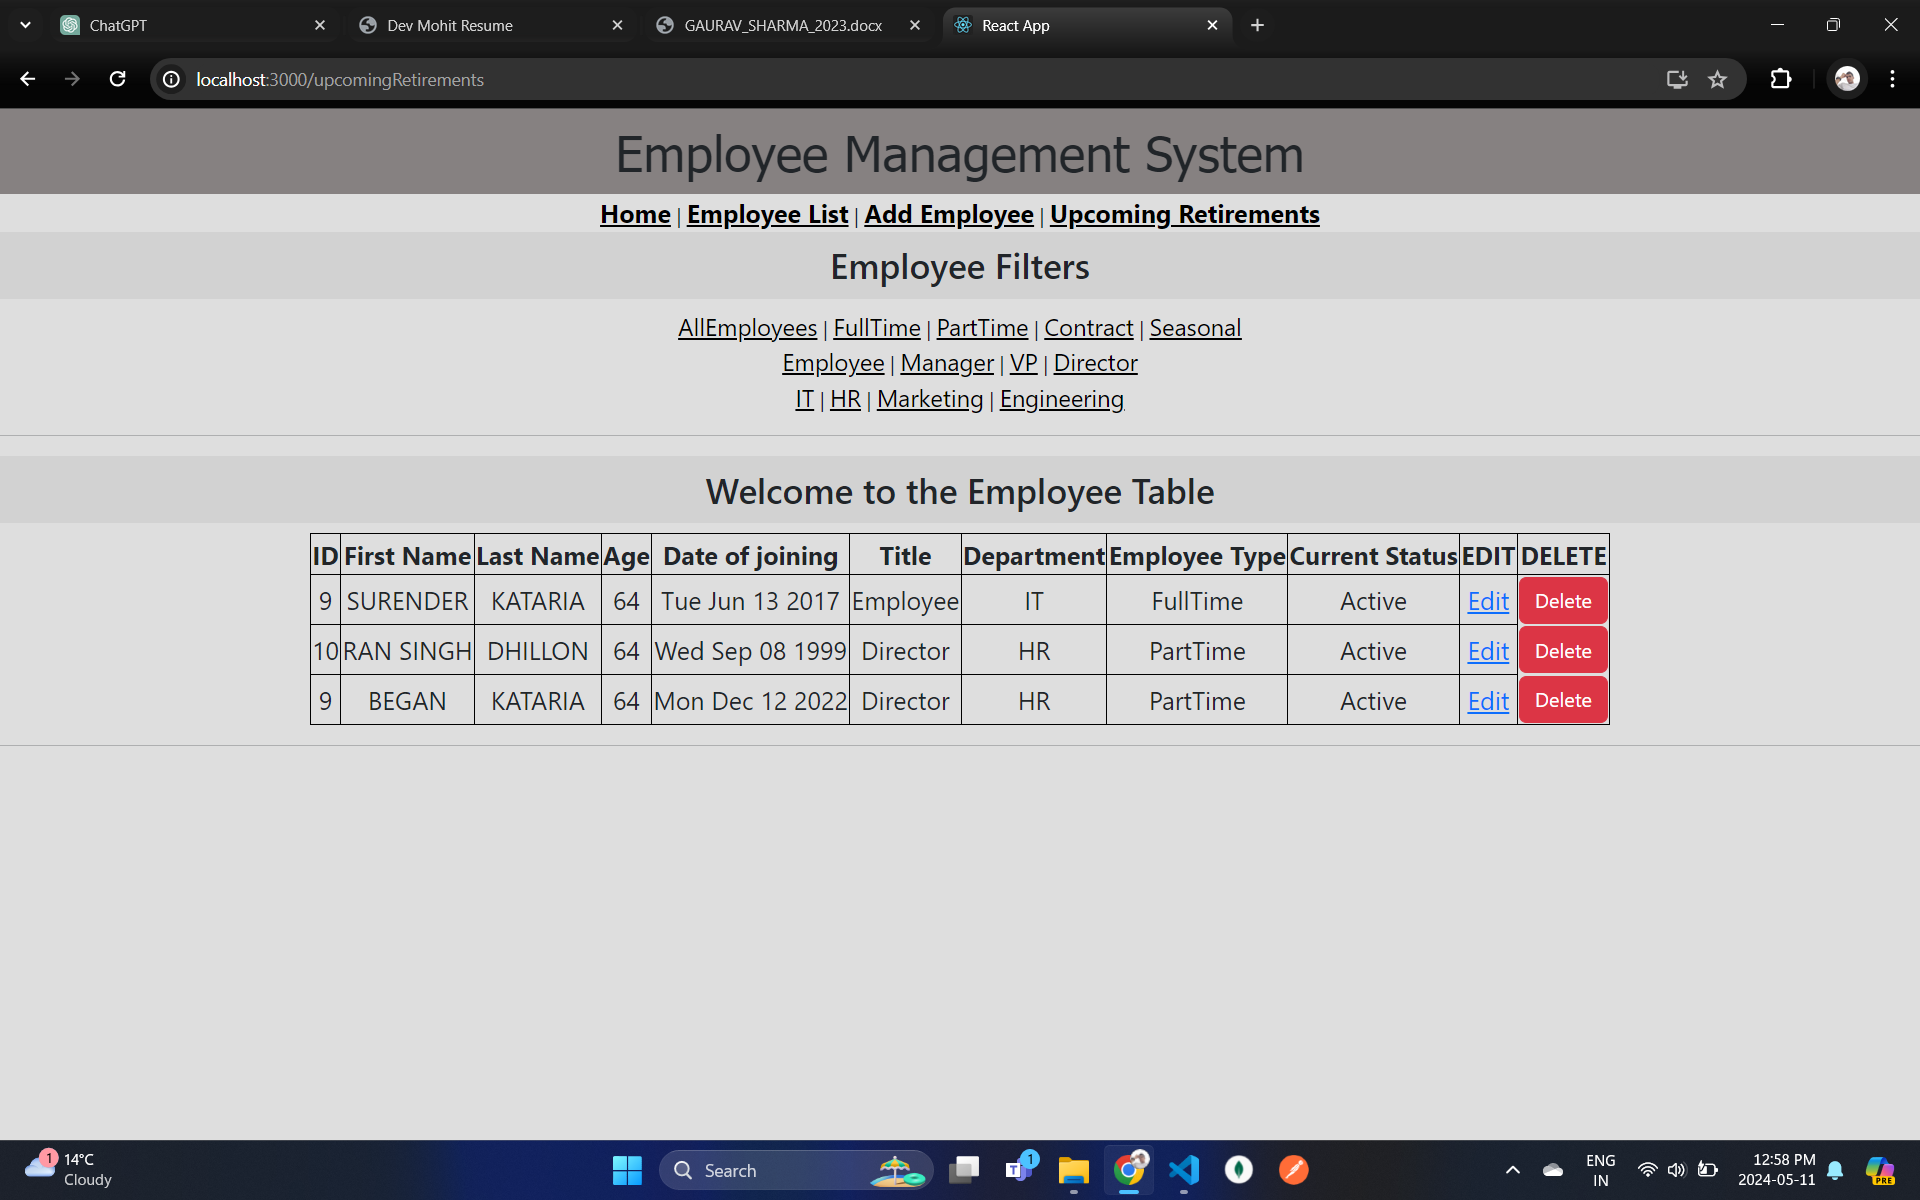 ChatGPT Dev Mohit Resume GAURAV_SHARMA_2023.docx React App
localhost:3000/upcomingRetirements
Employee Management System
Home | Employee List | Add Employee | Upcoming Retirements
Employee Filters
AllEmployees | FullTime | PartTime | Contract | Seasonal
Employee | Manager | VP | Director
IT | HR | Marketing | Engineering
Welcome to the Employee Table
ID First Name Last Name Age Date of joining Title Department Employee Type Current Status EDIT DELETE
9 SURENDER KATARIA 64 Tue Jun 13 2017 Employee IT FullTime Active Edit Delete
10 RAN SINGH DHILLON 64 Wed Sep 08 1999 Director HR PartTime Active Edit Delete
9 BEGAN KATARIA 64 Mon Dec 12 2022 Director HR PartTime Active Edit Delete
1 14°C
Cloudy
Search
T 1
ENG
IN
12:58 PM
2024-05-11
PRE